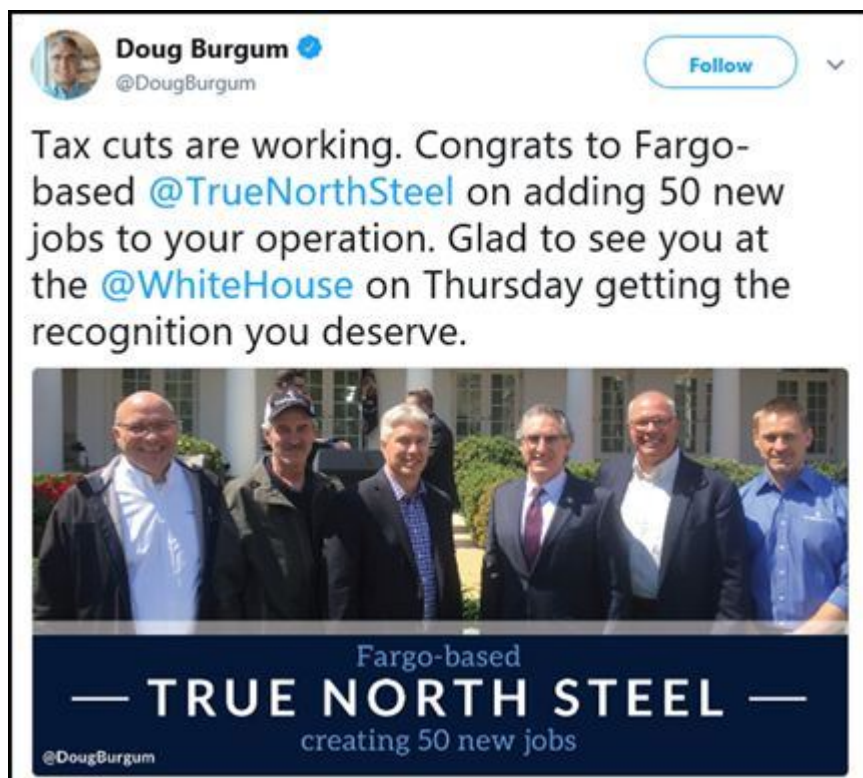 Doug Burgum
@DougBurgum
Follow
Tax cuts are working. Congrats to Fargo-
based @TrueNorthSteel on adding 50 new
jobs to your operation. Glad to see you at
the @WhiteHouse on Thursday getting the
recognition you deserve.
Fargo-based
— TRUE NORTH STEEL —
creating 50 new jobs
@DougBurgum